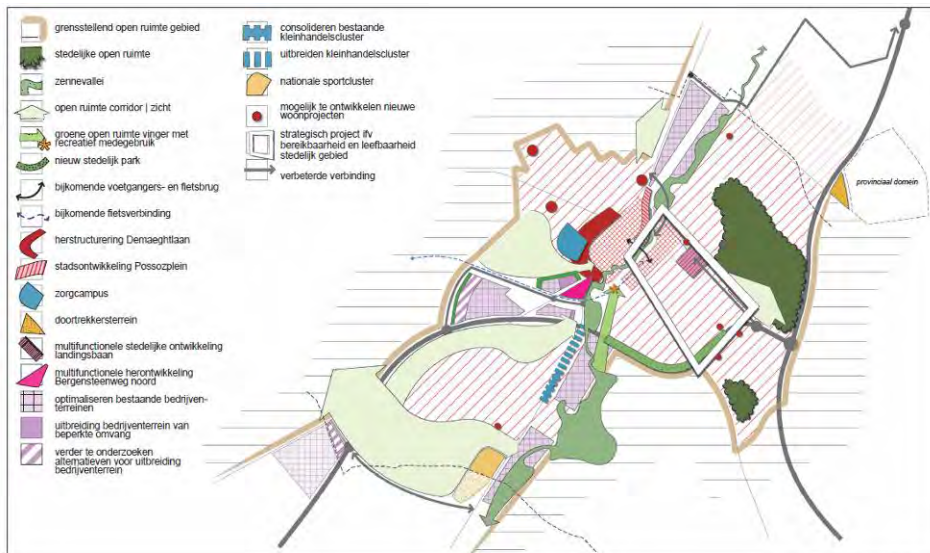 grensstellend open ruimte gebied
stedelijke open ruimte
zennevallei
open ruimte corridor | zicht
groene open ruimte vinger met
recreatief medegebruik
nieuw stedelijk park
bijkomende voetgangers- en fietsbrug
bijkomende fietsverbinding
herstructurering Demaeghtlaan
stadsontwikkeling Possozplein
zorgcampus
doortrekkersterrein
multifunctionele stedelijke ontwikkeling
landingsbaan
multifunctionele herontwikkeling
Bergensteenweg noord
optimaliseren bestaande bedrijven-
terreinen
uitbreiding bedrijventerrein van
beperkte omvang
verder te onderzoeken
alternatieven voor uitbreiding
bedrijventerrein
consolideren bestaande
kleinhandelscluster
uitbreiden kleinhandelscluster
nationale sportcluster
mogelijk te ontwikkelen nieuwe
woonprojecten
strategisch project ifv
bereikbaarheid en leefbaarheid
stedelijk gebied
verbeterde verbinding
provinciaal domein